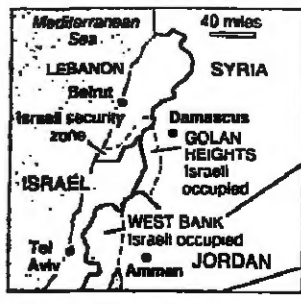 Mediterranean
Sea
40 miles
LEBANON
SYRIA
Beirut
Israeli security
zone
Damascus
GOLAN
HEIGHTS
Israeli
occupied
ISRAEL
WEST BANK
Israeli occupied
Tel
Aviv
Amman
JORDAN